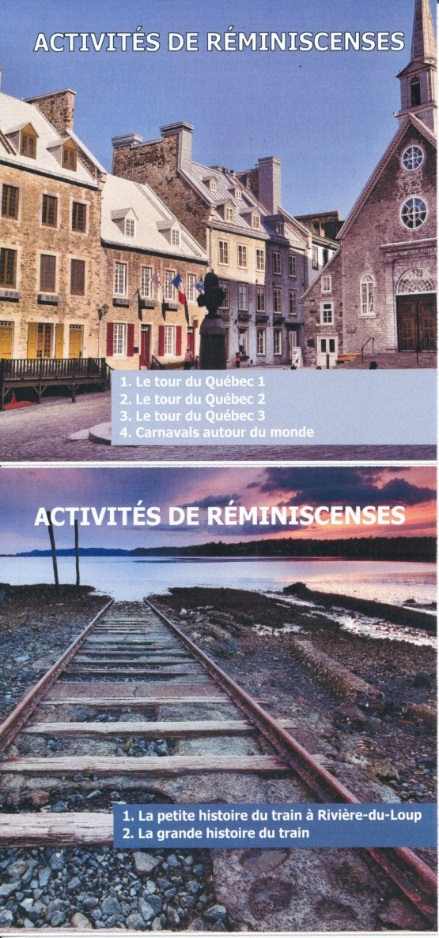 ACTIVITÉS DE RÉMINISCENSES
1. Le tour du Québec 1
2. Le tour du Québec 2
3. Le tour du Québec 3
4. Carnavals autour du monde
ACTIVITÉS DE RÉMINISCENSES
1. La petite histoire du train à Rivière-du-Loup
2. La grande histoire du train